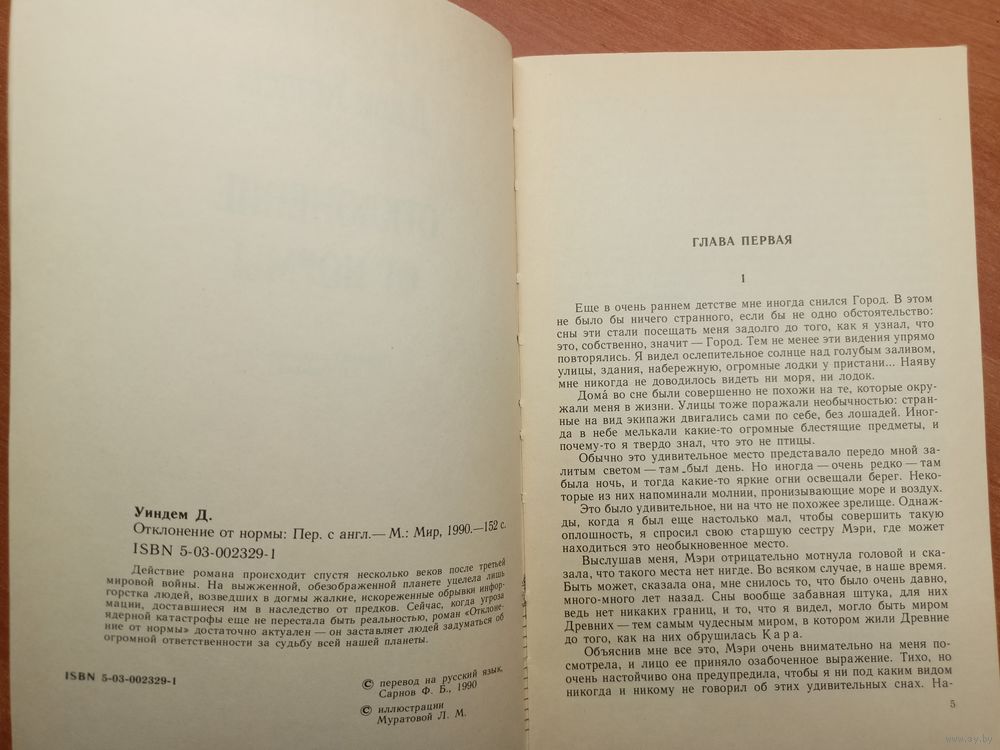 Уиндем Д.
Отклонение от нормы: Пер. с англ.— М.: Мир, 1990.—152 с.
ISBN 5-03-002329-1
Действие романа происходит спустя несколько веков после третьей
мировой войны. На выжженной, обезображенной планете уцелела лишь
горстка людей, возведших в догмы жалкие, искореженные обрывки инфор-
мации, доставшиеся им в наследство от предков. Сейчас, когда угроза
ядерной катастрофы еще не перестала быть реальностью, роман «Отклоне-
ние от нормы» достаточно актуален — он заставляет людей задуматься об
огромной ответственности за судьбу всей нашей планеты.
ISBN 5-03-002329-1
© перевод на русский язык,
Сарнов Ф. Б., 1990
© иллюстрации
Муратовой Л. М.
ГЛАВА ПЕРВАЯ
I
Еще в очень раннем детстве мне иногда снился Город. В этом
не было бы ничего странного, если бы не одно обстоятельство:
сны эти стали посещать меня задолго до того, как я узнал, что
это, собственно, значит — Город. Тем не менее эти видения упрямо
повторялись. Я видел ослепительное солнце над голубым заливом,
улицы, здания, набережную, огромные лодки у пристани... Наяву
мне никогда не доводилось видеть ни моря, ни лодок.
Дома́ во сне были совершенно не похожи на те, которые окру-
жали меня в жизни. Улицы тоже поражали необычностью: стран-
ные на вид экипажи двигались сами по себе, без лошадей. Иног-
да в небе мелькали какие-то огромные блестящие предметы, и
почему-то я твердо знал, что это не птицы.
Обычно это удивительное место представало передо мной за-
литым светом — там был день. Но иногда — очень редко — там
была ночь, и тогда какие-то яркие огни освещали берег. Неко-
торые из них напоминали молнии, пронизывающие море и воздух.
Это было удивительное, ни на что не похожее зрелище. Однаж-
ды, когда я был еще настолько мал, чтобы совершить такую
оплошность, я спросил свою старшую сестру Мэри, где может
находиться это необыкновенное место.
Выслушав меня, Мэри отрицательно мотнула головой и ска-
зала, что такого места нет нигде. Во всяком случае, в наше время.
Быть может, сказала она, мне снилось то, что было очень давно,
много-много лет назад. Сны вообще забавная штука, для них
ведь нет никаких границ, и то, что я видел, могло быть миром
Древних — тем самым чудесным миром, в котором жили Древние
до того, как на них обрушилась Кара.
Объяснив мне все это, Мэри очень внимательно на меня по-
смотрела, и лицо ее приняло озабоченное выражение. Тихо, но
очень настойчиво она предупредила, чтобы я ни под каким видом
никогда и никому не говорил об этих удивительных снах. На-
5
www.ay.by